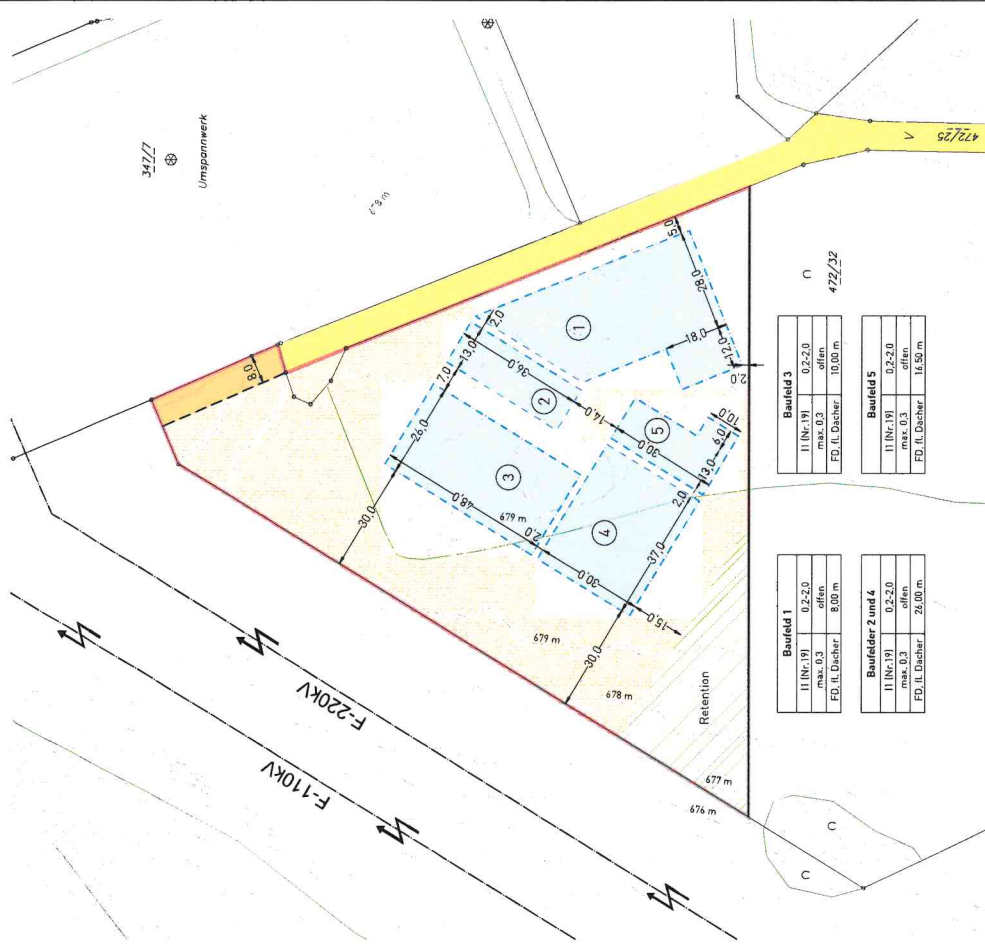 347/7
Umspannwerk
8,0
472/25
5,0
28,0
2,0
1
13,0
36,0
18,0
12,0
2,0
7,0
2
14,0
26,0
5
10,0
6,0
30,0
13,0
3
48,0
679 m
2,0
4
2,0
37,0
30,0
30,0
15,0
30,0
679 m
678 m
Retention
677 m
676 m
F-220kV
F-110kV
472/32
Baufeld 3
II (Nr.19) 0,2-2,0
max. 0,3 offen
FD, fl. Dächer 10,00 m
Baufeld 5
II (Nr.19) 0,2-2,0
max. 0,3 offen
FD, fl. Dächer 16,50 m
Baufeld 1
II (Nr.19) 0,2-2,0
max. 0,3 offen
FD, fl. Dächer 8,00 m
Baufelder 2 und 4
II (Nr.19) 0,2-2,0
max. 0,3 offen
FD, fl. Dächer 26,00 m